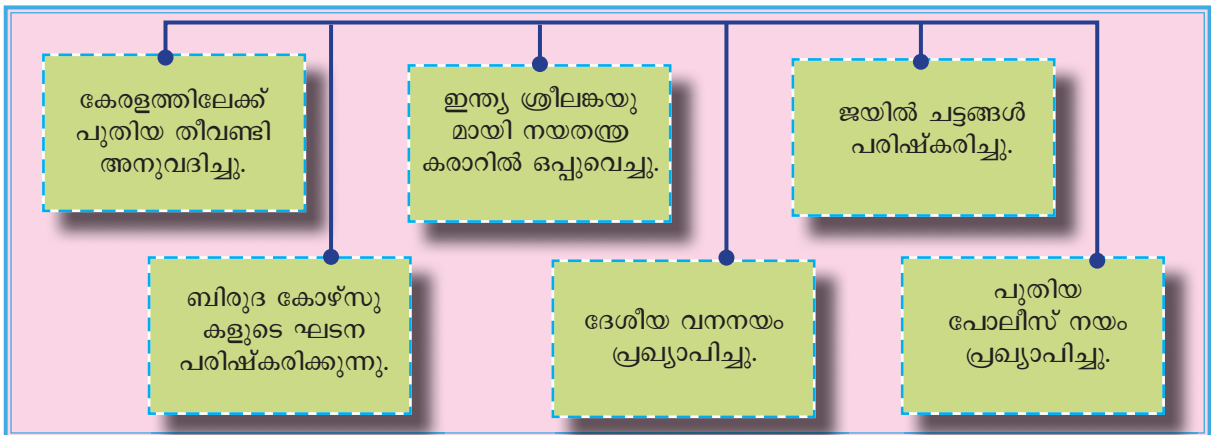 കേരളത്തിലേക്ക്
പുതിയ തീവണ്ടി
അനുവദിച്ചു.
ഇന്ത്യ ശ്രീലങ്കയു
മായി നയതന്ത്ര
കരാറിൽ ഒപ്പുവെച്ചു.
ജയിൽ ചട്ടങ്ങൾ
പരിഷ്കരിച്ചു.
ബിരുദ കോഴ്സു
കളുടെ ഘടന
പരിഷ്കരിക്കുന്നു.
ദേശീയ വനനയം
പ്രഖ്യാപിച്ചു.
പുതിയ
പോലീസ് നയം
പ്രഖ്യാപിച്ചു.